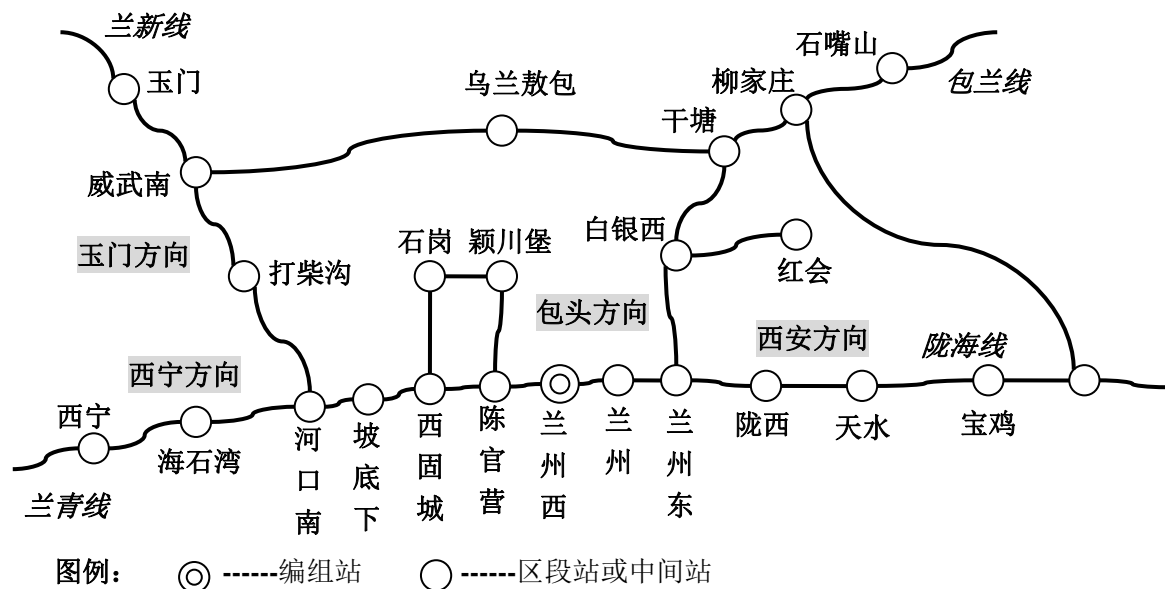 兰新线
石嘴山
玉门
乌兰敖包
柳家庄
包兰线
干塘
威武南
石岗
颖川堡
白银西
玉门方向
打柴沟
红会
包头方向
西安方向
陇海线
西宁方向
西宁
海石湾
河口南
坡底下
西固城
陈官营
兰州西
兰州
兰州东
陇西
天水
宝鸡
兰青线
图例：
------编组站
------区段站或中间站